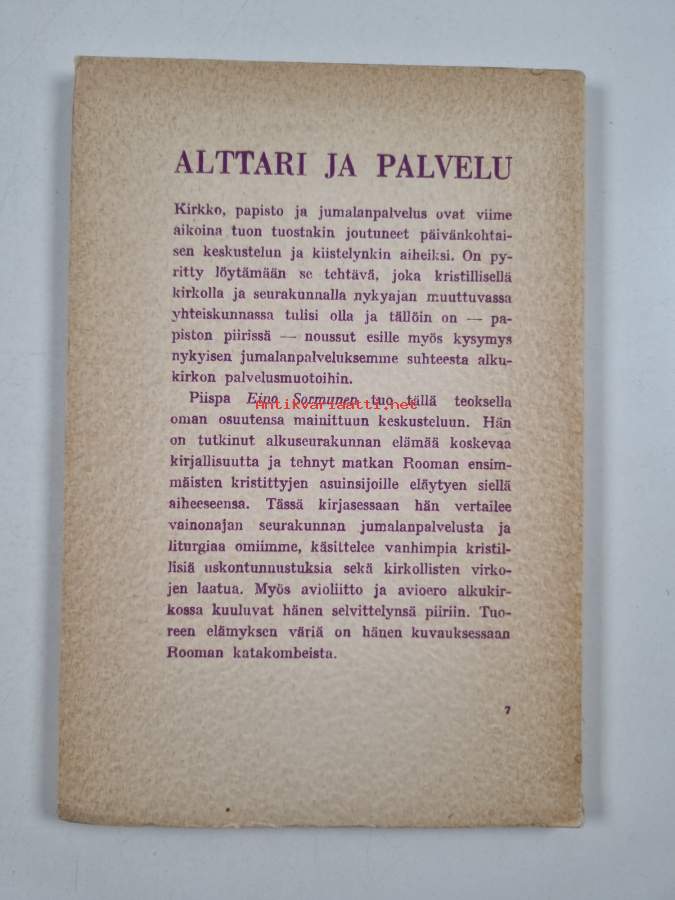 ALTTARI JA PALVELU
Kirkko, papisto ja jumalanpalvelus ovat viime
aikoina tuon tuostakin joutuneet päivänkohtai-
sen keskustelun ja kiistelynkin aiheiksi. On py-
ritty löytämään se tehtävä, joka kristillisellä
kirkolla ja seurakunnalla nykyajan muuttuvassa
yhteiskunnassa tulisi olla ja tällöin on — pa-
piston piirissä — noussut esille myös kysymys
nykyisen jumalanpalveluksemme suhteesta alku-
kirkon palvelusmuotoihin.
Piispa Eino Sormunen tuo tällä teoksella
Antikvariaatti.net
oman osuutensa mainittuun keskusteluun. Hän
on tutkinut alkuseurakunnan elämää koskevaa
kirjallisuutta ja tehnyt matkan Rooman ensim-
mäisten kristittyjen asuinsijoille eläytyen siellä
aiheeseensa. Tässä kirjasessaan hän vertailee
vainonajan seurakunnan jumalanpalvelusta ja
liturgiaa omiimme, käsittelee vanhimpia kristil-
lisiä uskontunnustuksia sekä kirkollisten virko-
jen laatua. Myös avioliitto ja avioero alkukir-
kossa kuuluvat hänen selvittelynsä piiriin. Tuo-
reen elämyksen väriä on hänen kuvauksessaan
Rooman katakombeista.
7